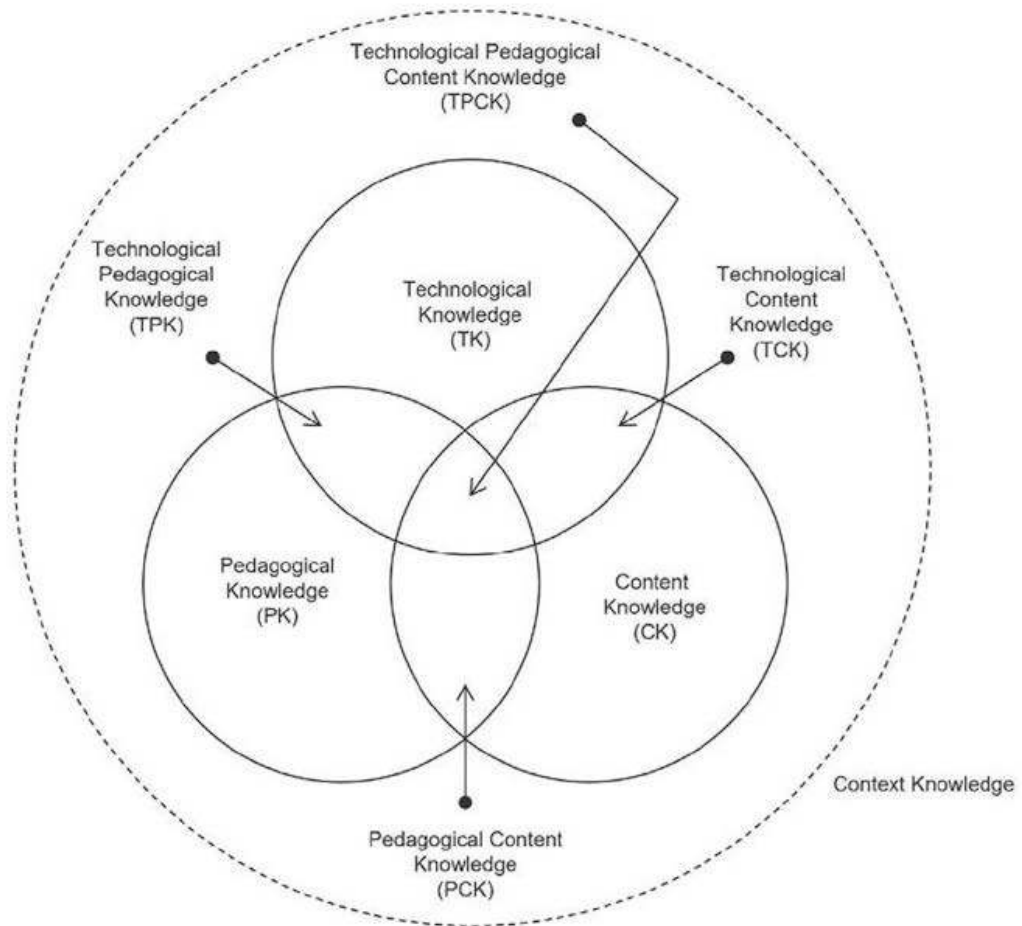 Technological Pedagogical
Content Knowledge
(TPCK)
Technological
Pedagogical
Knowledge
(TPK)
Technological
Knowledge
(TK)
Technological
Content
Knowledge
(TCK)
Pedagogical
Knowledge
(PK)
Content
Knowledge
(CK)
Context Knowledge
Pedagogical Content
Knowledge
(PCK)